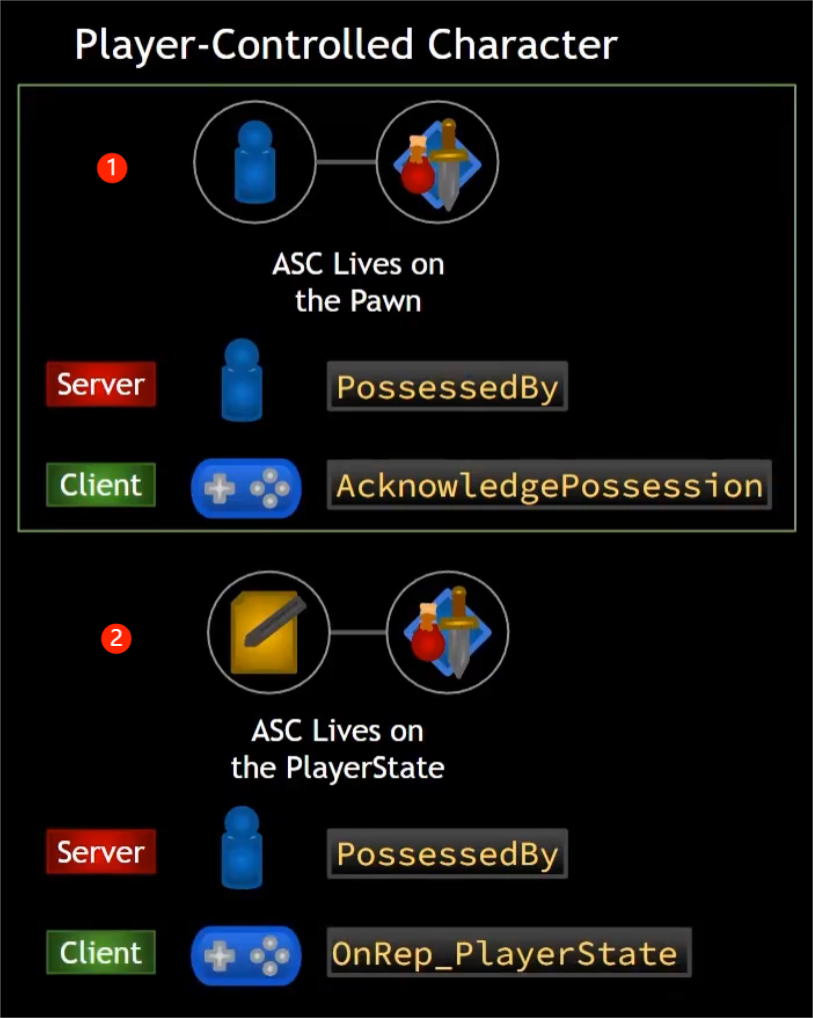 Player-Controlled Character
1
ASC Lives on
the Pawn
Server
PossessedBy
Client
AcknowledgePossession
2
ASC Lives on
the PlayerState
Server
PossessedBy
Client
OnRep_PlayerState